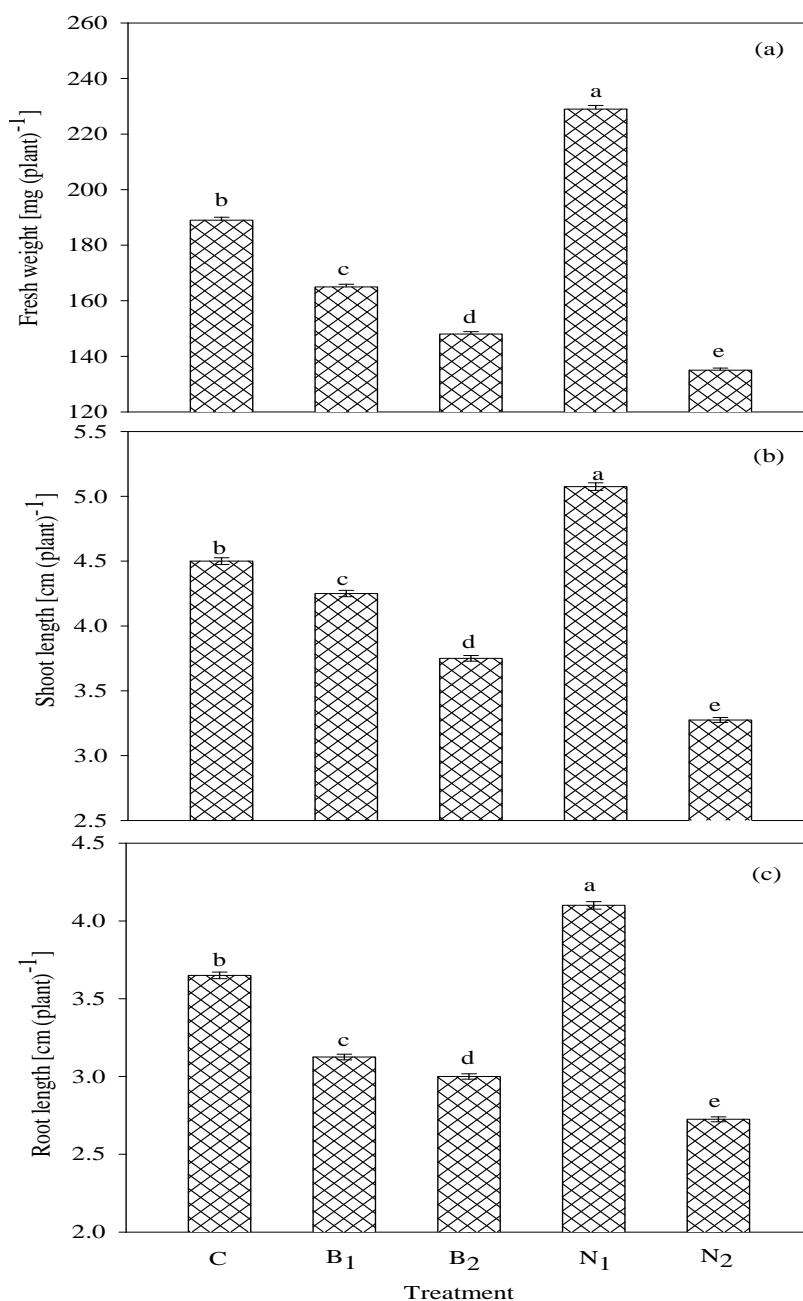 260
(a)
240
a
220
200
b
180
c
160
d
140
e
120
Fresh weight [mg (plant)-1]
5.5
(b)
a
5.0
b
4.5
c
4.0
d
3.5
e
3.0
2.5
Shoot length [cm (plant)-1]
4.5
(c)
a
4.0
b
3.5
c
d
3.0
e
2.5
2.0
Root length [cm (plant)-1]
C B1 B2 N1 N2
Treatment